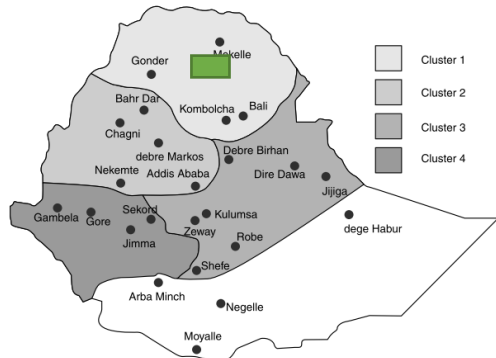 Mekelle
Gonder
Cluster 1
Bahr Dar
Cluster 2
Kombolcha
Bali
Chagni
Cluster 3
debre Markos
Debre Birhan
Cluster 4
Nekemte
Addis Ababa
Dire Dawa
Jijiga
Gambela
Gore
Sekord
Kulumsa
dege Habur
Jimma
Zeway
Robe
Shefe
Arba Minch
Negelle
Moyalle